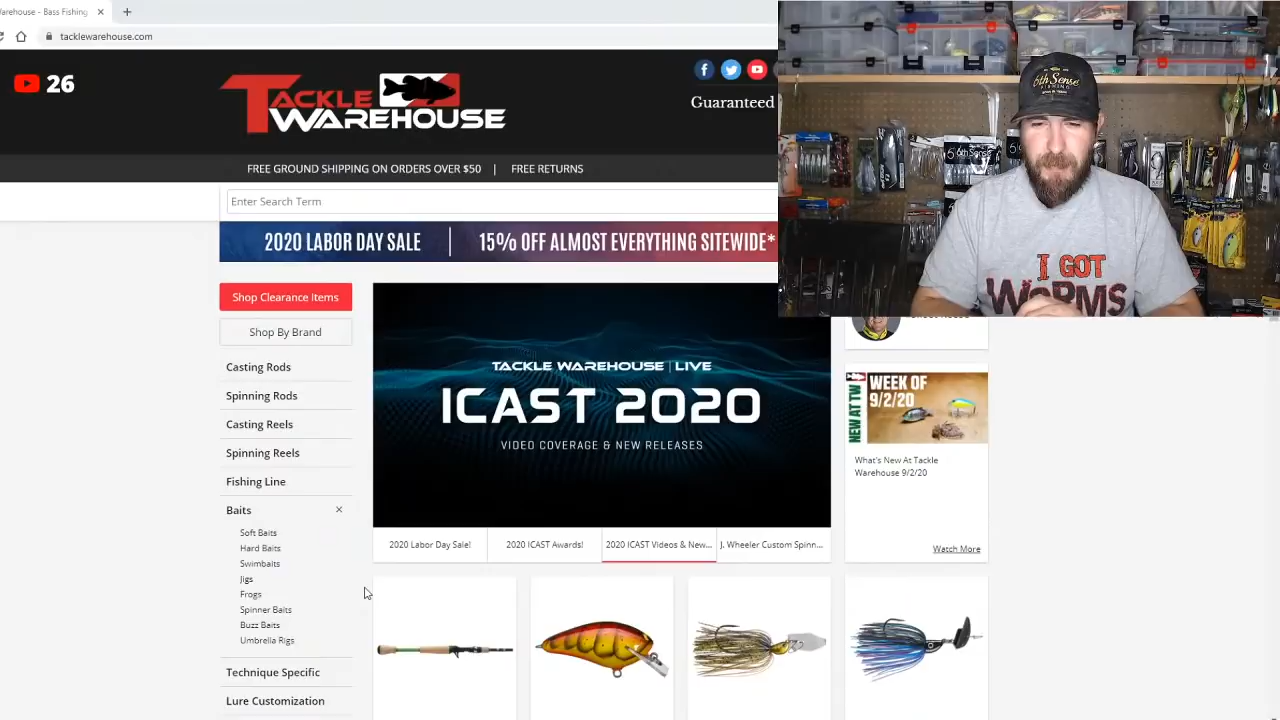 arehouse - Bass Fishing
tacklewarehouse.com
26
TACKLE
WAREHOUSE
Guaranteed
FREE GROUND SHIPPING ON ORDERS OVER $50 | FREE RETURNS
Enter Search Term
2020 LABOR DAY SALE | 15% OFF ALMOST EVERYTHING SITEWIDE*
Shop Clearance Items
Shop By Brand
Casting Rods
Spinning Rods
Casting Reels
Spinning Reels
Fishing Line
Baits
Soft Baits
Hard Baits
Swimbaits
Jigs
Frogs
Spinner Baits
Buzz Baits
Umbrella Rigs
Technique Specific
Lure Customization
TACKLE WAREHOUSE | LIVE
ICAST 2020
VIDEO COVERAGE & NEW RELEASES
2020 Labor Day Sale!
2020 ICAST Awards!
2020 ICAST Videos & New...
J. Wheeler Custom Spinn...
NEW AT TW
WEEK OF
9/2/20
What's New At Tackle
Warehouse 9/2/20
Watch More
6th Sense
FISHING
6th Sense
I GOT
WORMS